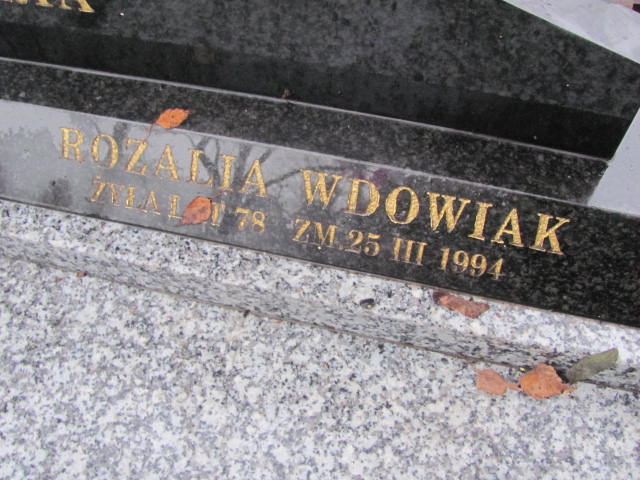 ROZALIA WDOWIAK
ŻYŁA LAT 78 ZM. 25 III 1994